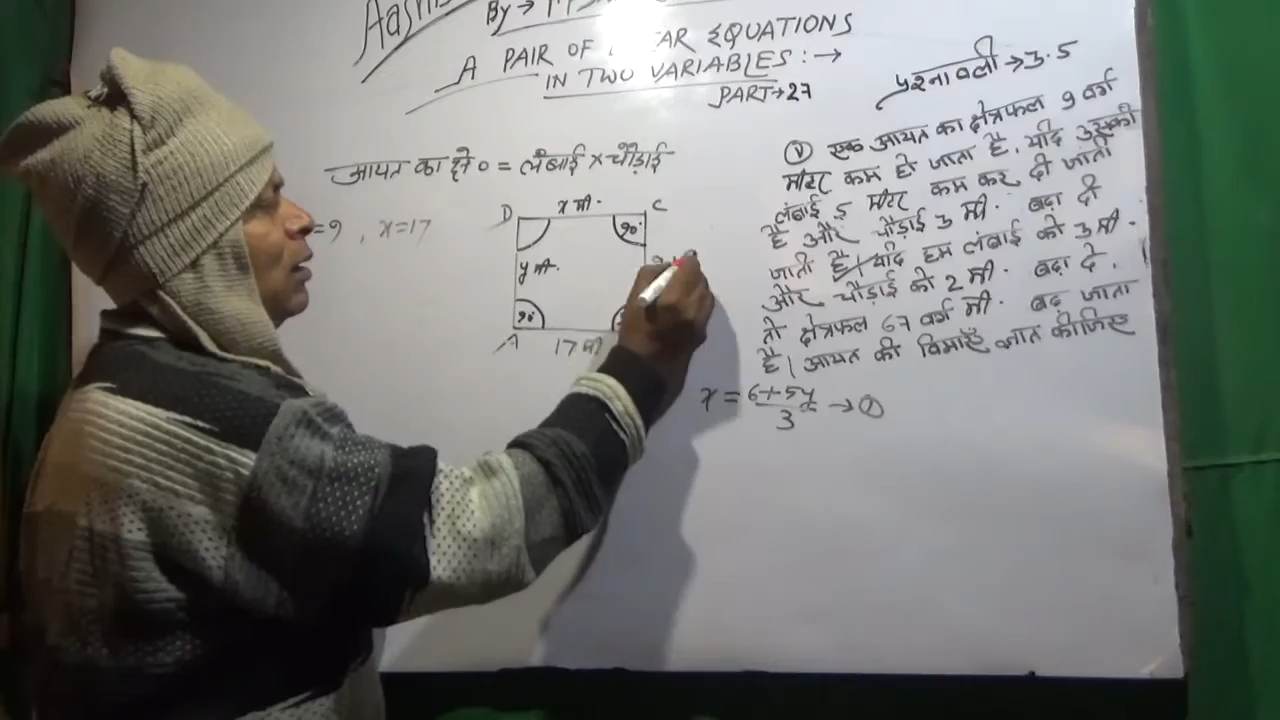 By →
A PAIR OF EQUATIONS
IN TWO VARIABLES : →
PART → 27
प्रश्नावली → 3.5
आयत का क्षे० = लंबाई × चौड़ाई
=9 , x=17
D x मी. C
90°
y मी.
90°
A 17 मी
V एक आयत का क्षेत्रफल 9 वर्ग
मीटर कम हो जाता है, यदि उसकी
लंबाई 5 मीटर कम कर दी जाती
है और चौड़ाई 3 मी. बढ़ा दी
जाती है। यदि हम लंबाई को 3 मी.
और चौड़ाई को 2 मी. बढ़ा दे,
तो क्षेत्रफल 67 वर्ग मी. बढ़ जाता
है। आयत की विमाएँ ज्ञात कीजिए
x = 6+5y
3 → 1